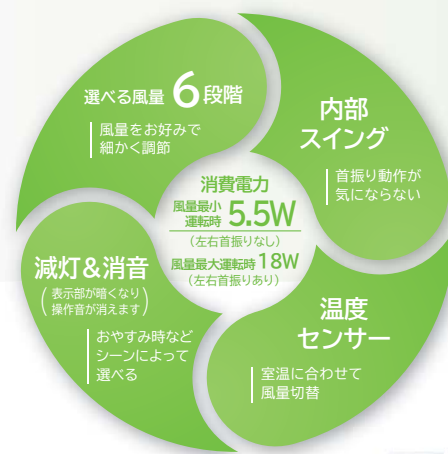 選べる風量 6段階
風量をお好みで
細かく調節
内部
スイング
首振り動作が
気にならない
消費電力
風量最小
運転時 5.5W
(左右首振りなし)
風量最大運転時18W
(左右首振りあり)
減灯&消音
(表示部が暗くなり
操作音が消えます)
おやすみ時など
シーンによって
選べる
温度
センサー
室温に合わせて
風量切替